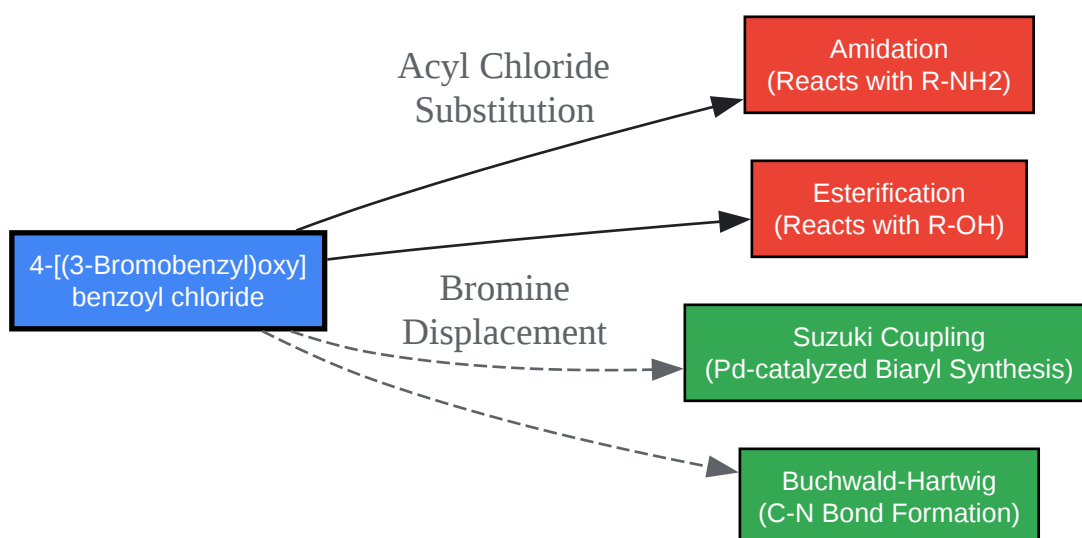 Acyl Chloride
Substitution
Amidation
(Reacts with R-NH2)
Esterification
(Reacts with R-OH)
4-[(3-Bromobenzyl)oxy]
benzoyl chloride
Bromine
Displacement
Suzuki Coupling
(Pd-catalyzed Biaryl Synthesis)
Buchwald-Hartwig
(C-N Bond Formation)